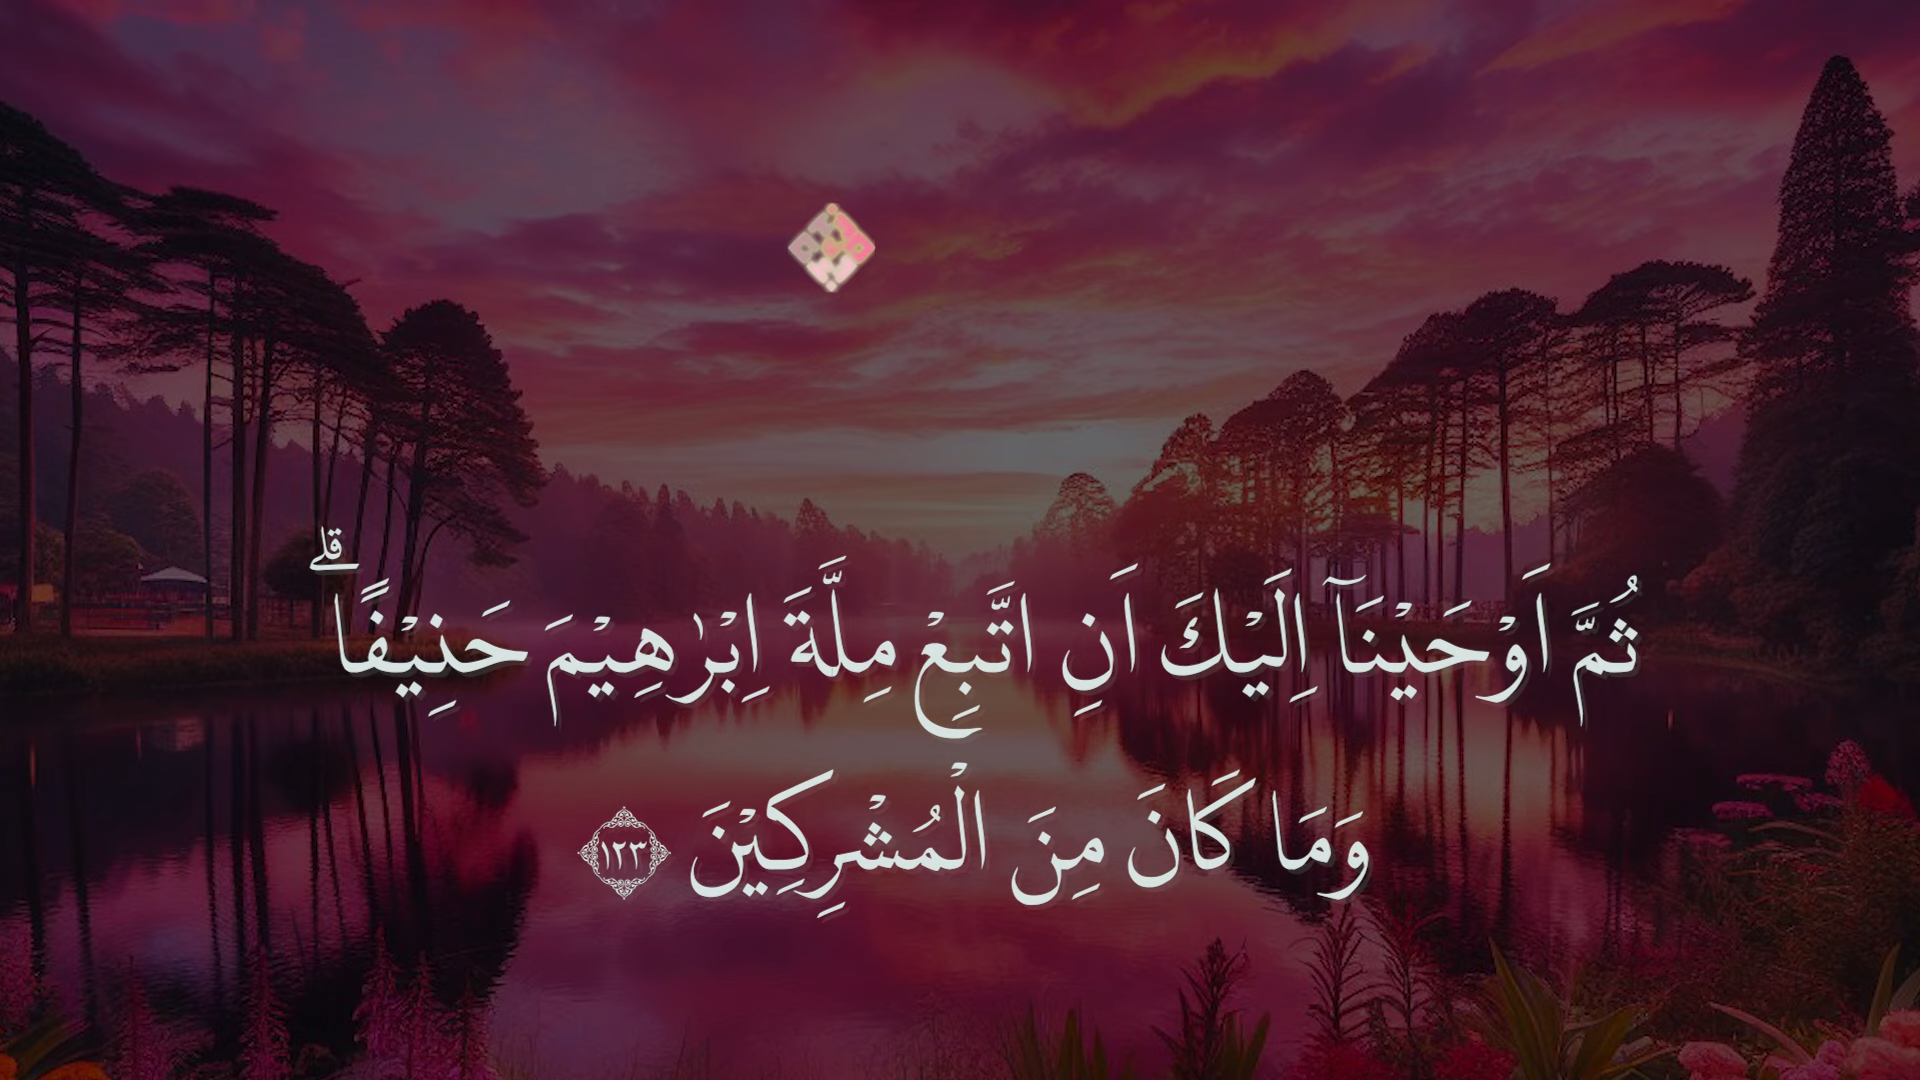 ثُمَّ اَوْحَيْنَآ اِلَيْكَ اَنِ اتَّبِعْ مِلَّةَ اِبْرٰهِيْمَ حَنِيْفًاۗ
وَمَا كَانَ مِنَ الْمُشْرِكِيْنَ ۝١٢٣